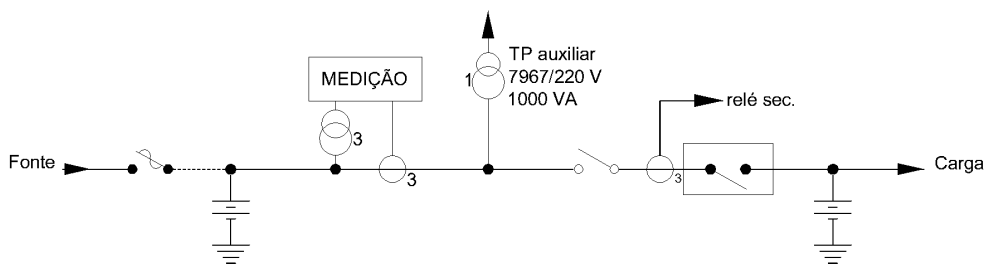 TP auxiliar
7967/220 V
1000 VA
1
MEDIÇÃO
3
3
relé sec.
3
Fonte
Carga